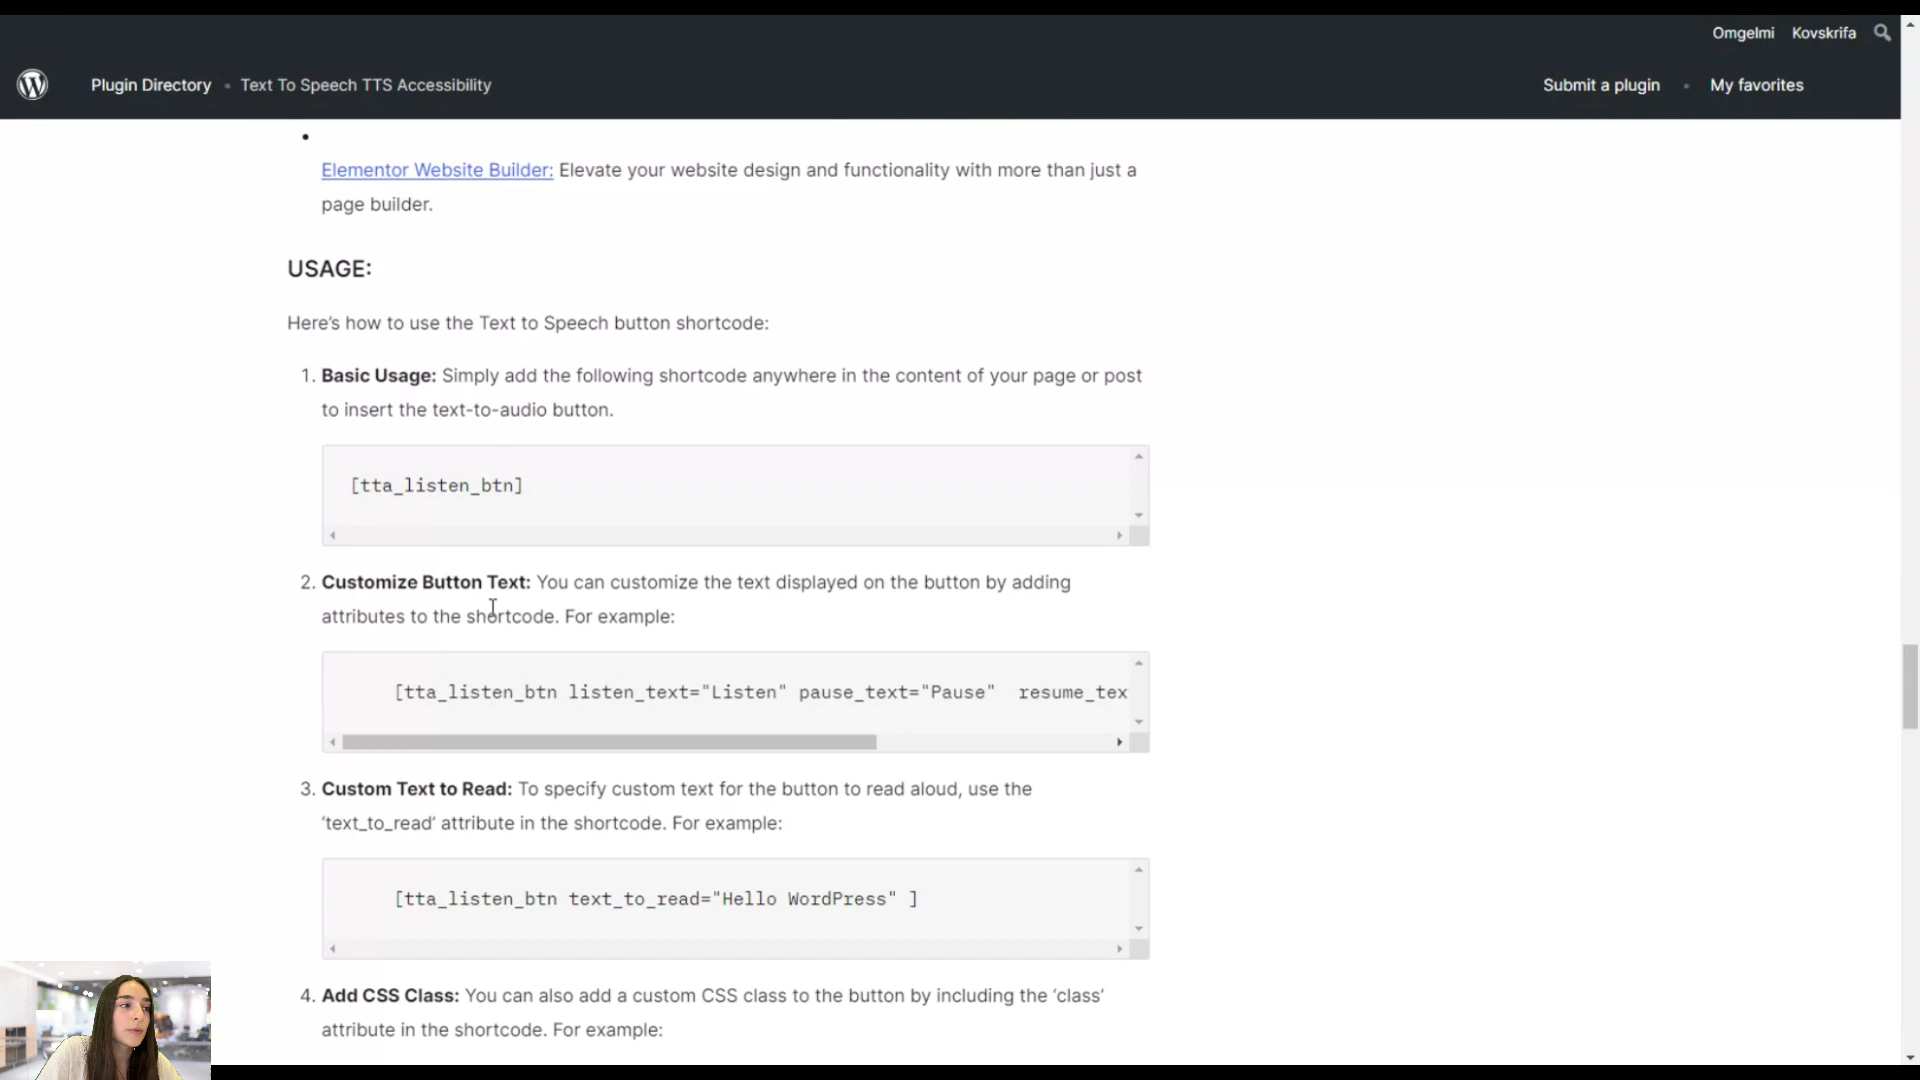 Omgelmi Kovskrifa
Plugin Directory • Text To Speech TTS Accessibility
Submit a plugin • My favorites
•
Elementor Website Builder: Elevate your website design and functionality with more than just a
page builder.
USAGE:
Here’s how to use the Text to Speech button shortcode:
1. Basic Usage: Simply add the following shortcode anywhere in the content of your page or post
to insert the text-to-audio button.
[tta_listen_btn]
2. Customize Button Text: You can customize the text displayed on the button by adding
attributes to the shortcode. For example:
[tta_listen_btn listen_text="Listen" pause_text="Pause"  resume_tex
3. Custom Text to Read: To specify custom text for the button to read aloud, use the
‘text_to_read’ attribute in the shortcode. For example:
[tta_listen_btn text_to_read="Hello WordPress" ]
4. Add CSS Class: You can also add a custom CSS class to the button by including the ‘class’
attribute in the shortcode. For example: